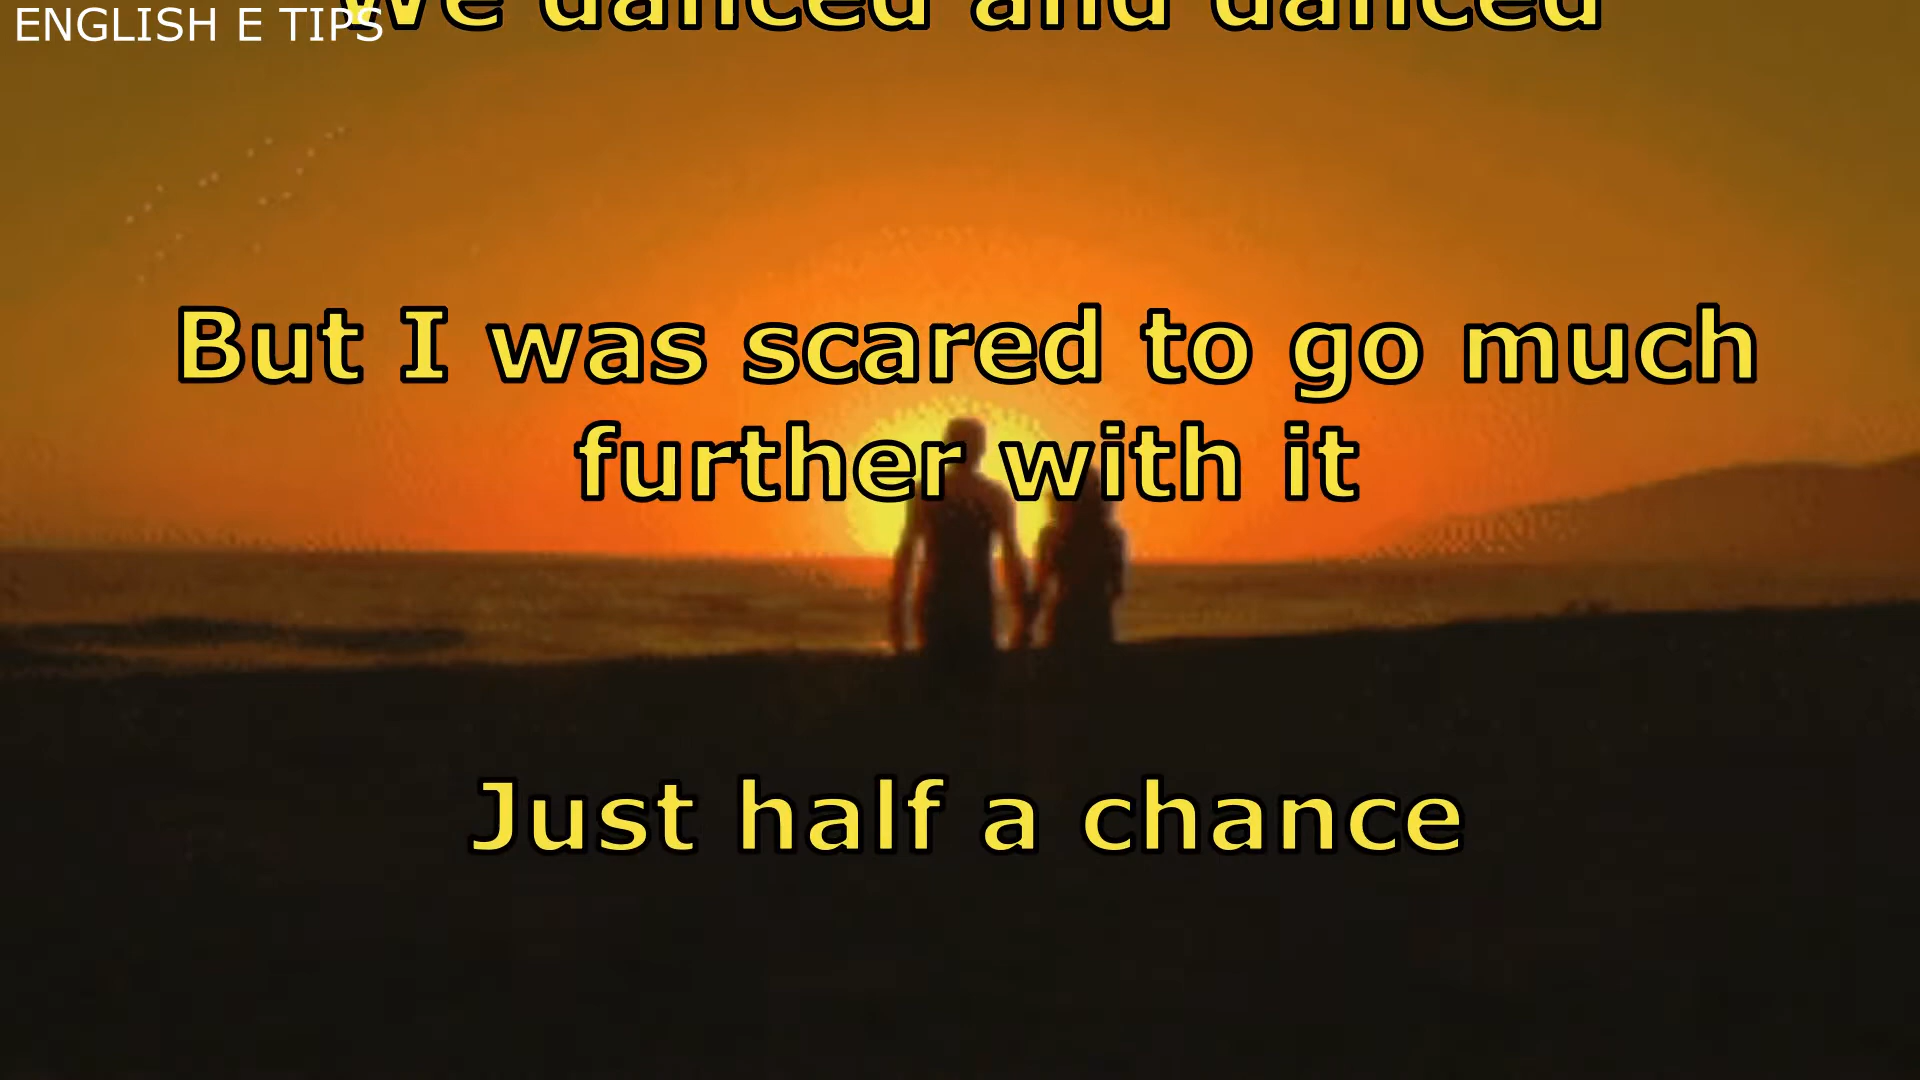 ENGLISH E TIPS
We danced and danced
But I was scared to go much
further with it
Just half a chance